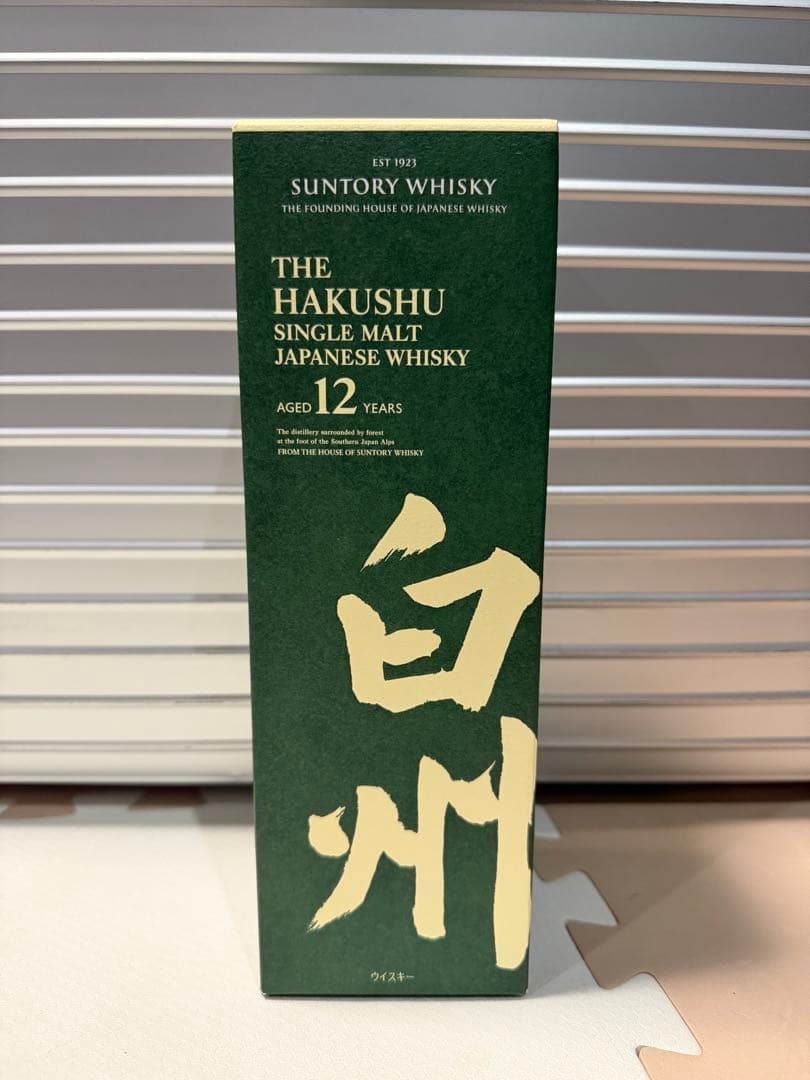 EST 1923
SUNTORY WHISKY
THE FOUNDING HOUSE OF JAPANESE WHISKY
THE
HAKUSHU
SINGLE MALT
JAPANESE WHISKY
AGED 12 YEARS
The distillery surrounded by forest
at the foot of the Southern Japan Alps
FROM THE HOUSE OF SUNTORY WHISKY
白
州
ウイスキー